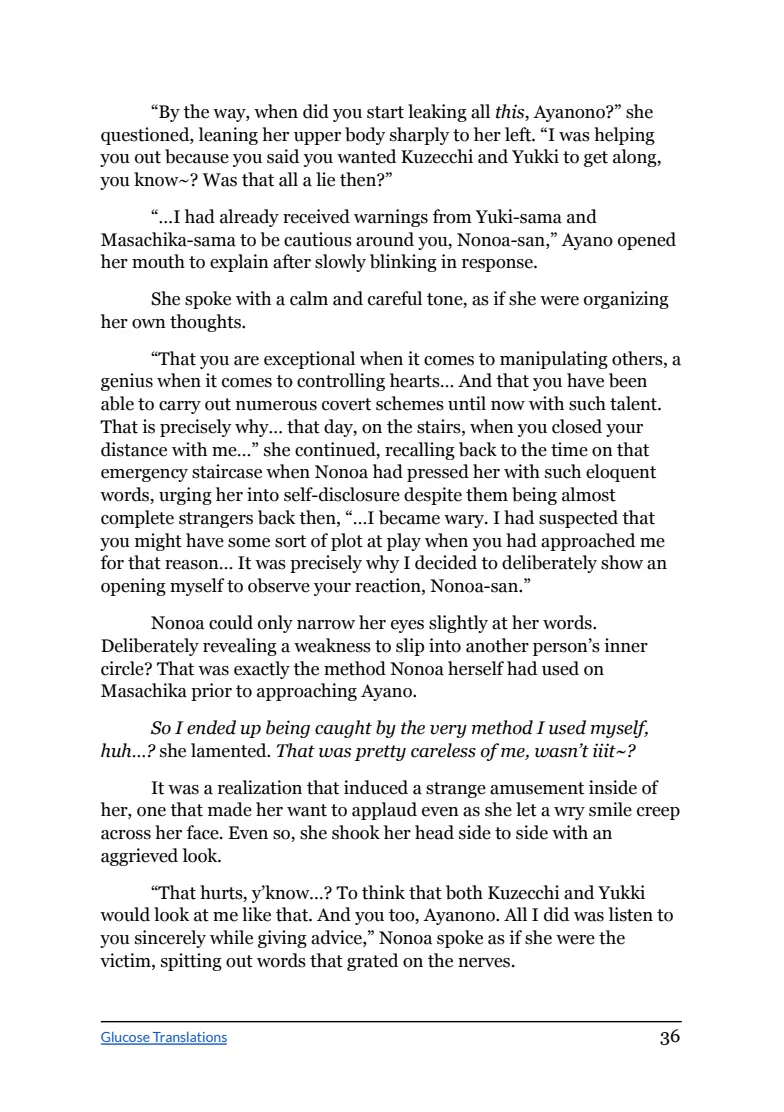 “By the way, when did you start leaking all this, Ayanono?” she
questioned, leaning her upper body sharply to her left. “I was helping
you out because you said you wanted Kuzecchi and Yukki to get along,
you know~? Was that all a lie then?”
“…I had already received warnings from Yuki-sama and
Masachika-sama to be cautious around you, Nonoa-san,” Ayano opened
her mouth to explain after slowly blinking in response.
She spoke with a calm and careful tone, as if she were organizing
her own thoughts.
“That you are exceptional when it comes to manipulating others, a
genius when it comes to controlling hearts… And that you have been
able to carry out numerous covert schemes until now with such talent.
That is precisely why… that day, on the stairs, when you closed your
distance with me…” she continued, recalling back to the time on that
emergency staircase when Nonoa had pressed her with such eloquent
words, urging her into self-disclosure despite them being almost
complete strangers back then, “…I became wary. I had suspected that
you might have some sort of plot at play when you had approached me
for that reason… It was precisely why I decided to deliberately show an
opening myself to observe your reaction, Nonoa-san.”
Nonoa could only narrow her eyes slightly at her words.
Deliberately revealing a weakness to slip into another person’s inner
circle? That was exactly the method Nonoa herself had used on
Masachika prior to approaching Ayano.
So I ended up being caught by the very method I used myself,
huh…? she lamented. That was pretty careless of me, wasn’t iiit~?
It was a realization that induced a strange amusement inside of
her, one that made her want to applaud even as she let a wry smile creep
across her face. Even so, she shook her head side to side with an
aggrieved look.
“That hurts, y’know…? To think that both Kuzecchi and Yukki
would look at me like that. And you too, Ayanono. All I did was listen to
you sincerely while giving advice,” Nonoa spoke as if she were the
victim, spitting out words that grated on the nerves.
Glucose Translations
36